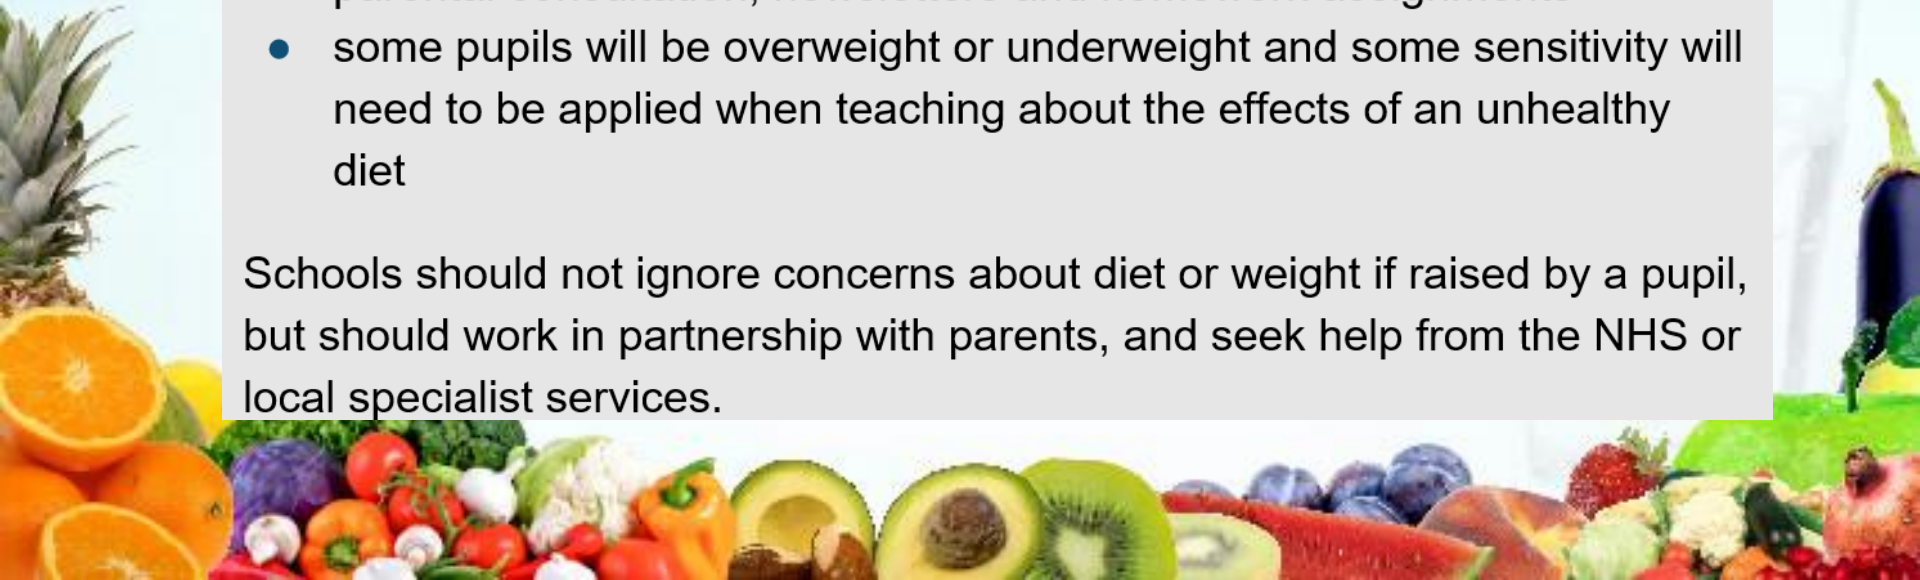 some pupils will be overweight or underweight and some sensitivity will
need to be applied when teaching about the effects of an unhealthy
diet
Schools should not ignore concerns about diet or weight if raised by a pupil,
but should work in partnership with parents, and seek help from the NHS or
local specialist services.